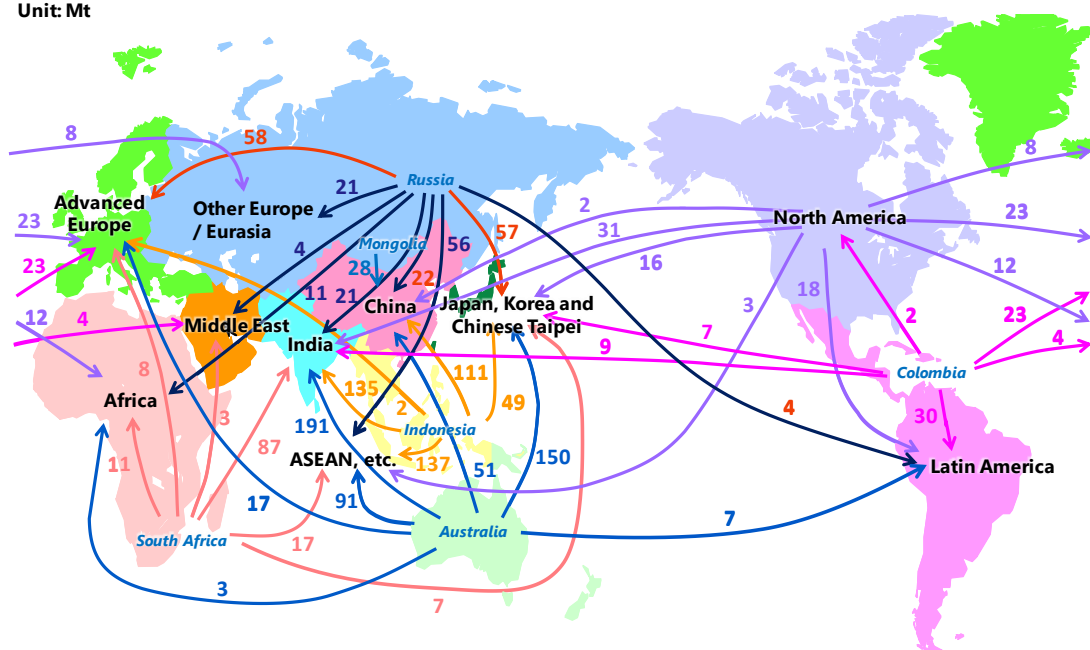 Unit: Mt
8
58
8
Russia
21
2
Advanced
Europe
Other Europe
/ Eurasia
North America
23
31
57
23
56
Mongolia
4
23
28
22
16
12
11
21
18
China
Japan, Korea and
Chinese Taipei
3
12
4
Middle East
2
23
India
7
9
4
8
111
Colombia
135
Africa
2
49
4
3
30
191
Indonesia
87
ASEAN, etc.
150
11
137
51
Latin America
17
91
7
South Africa
17
Australia
3
7